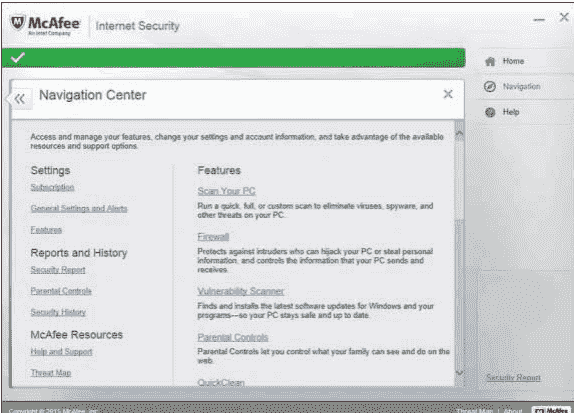 McAfee
An Intel Company
Internet Security
Home
Navigation
Help
Navigation Center
Access and manage your features, change your settings and account information, and take advantage of the available
resources and support options.
Settings
Subscription
General Settings and Alerts
Features
Reports and History
Security Report
Parental Controls
Security History
McAfee Resources
Help and Support
Threat Map
Features
Scan Your PC
Run a quick, full, or custom scan to eliminate viruses, spyware, and
other threats on your PC.
Firewall
Protects against intruders who can hijack your PC or steal personal
information, and controls the information that your PC sends and
receives.
Vulnerability Scanner
Finds and installs the latest software updates for Windows and your
programs—so your PC stays safe and up to date.
Parental Controls
Parental Controls let you control what your family can see and do on the
web.
QuickClean
Security Report
Copyright © 2015 McAfee, Inc.
Threat Map | About
McAfee